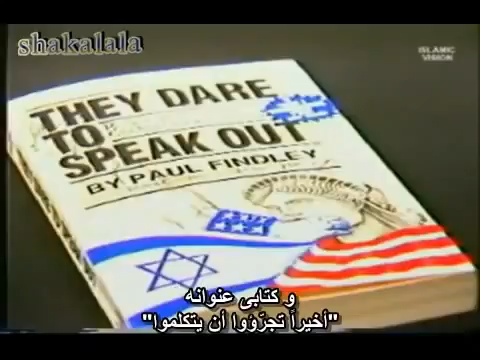 shakalala
ISLAMIC
VISION
THEY DARE
TO
SPEAK OUT
BY PAUL FINDLEY
و كتابى عنوانه
"أخيراً تجرّؤوا أن يتكلموا"